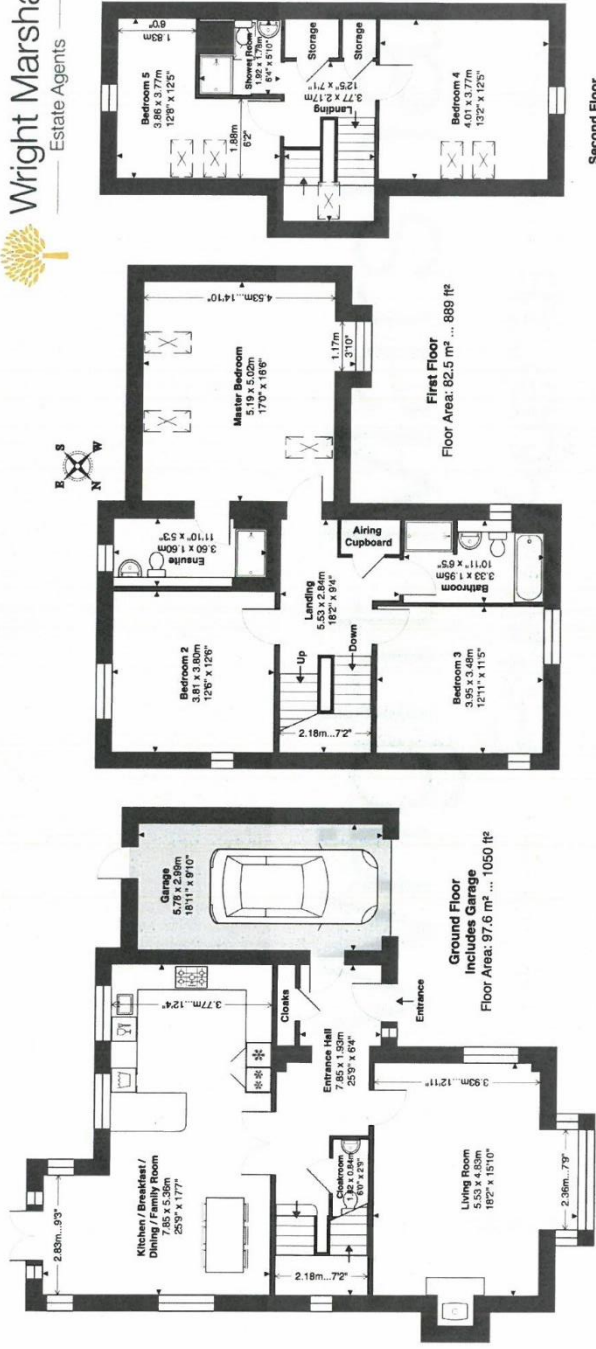 Wright Marsha
Estate Agents
Kitchen / Breakfast /
Dining / Family Room
7.85 x 5.36m
25'9" x 17'7"
2.83m...9'3"
3.77m...12'4"
Garage
5.78 x 2.99m
18'11" x 9'10"
Cloaks
Entrance Hall
7.85 x 1.93m
25'9" x 6'4"
Entrance
Cloakroom
1.82 x 0.84m
6'0" x 2'9"
2.18m...7'2"
Living Room
5.53 x 4.83m
18'2" x 15'10"
3.93m...12'11"
2.36m...7'9"
Ground Floor
Includes Garage
Floor Area: 97.6 m² ... 1050 ft²
E
S
N
W
Bedroom 2
3.81 x 3.80m
12'6" x 12'6"
Ensuite
3.60 x 1.60m
11'10" x 5'3"
Master Bedroom
5.19 x 5.02m
17'0" x 16'6"
4.53m...14'10"
1.17m
3'10"
Landing
5.53 x 2.84m
18'2" x 9'4"
Up
Down
2.18m...7'2"
Airing
Cupboard
Bathroom
3.33 x 1.95m
10'11" x 6'5"
Bedroom 3
3.95 x 3.48m
12'11" x 11'5"
First Floor
Floor Area: 82.5 m² ... 889 ft²
Bedroom 5
3.86 x 3.77m
12'8" x 12'5"
1.83m
6'0"
1.88m
6'2"
Shower Room
1.92 x 1.78m
6'4" x 5'10"
Storage
Storage
Landing
3.77 x 2.17m
12'5" x 7'1"
Bedroom 4
4.01 x 3.77m
13'2" x 12'5"
Second Floor